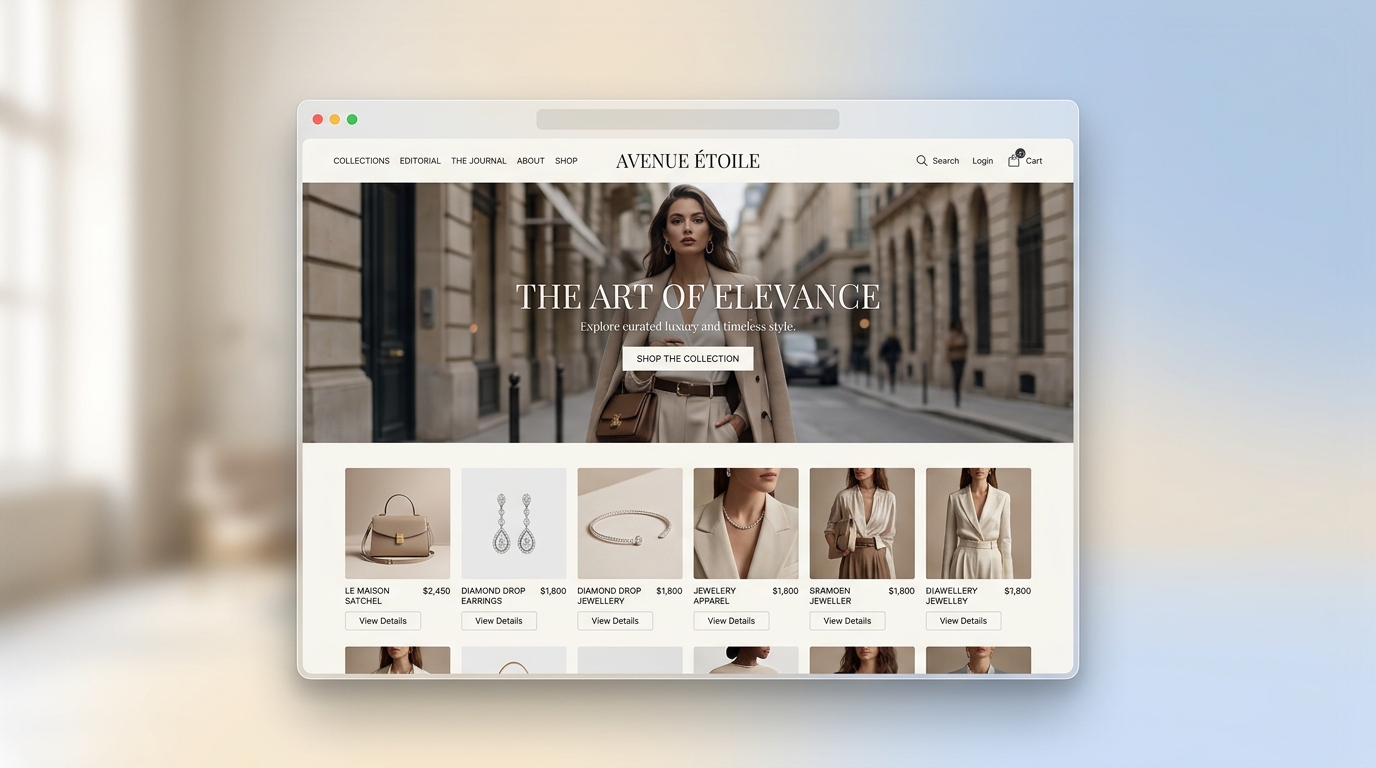 COLLECTIONS EDITORIAL THE JOURNAL ABOUT SHOP
AVENUE ÉTOILE
Search Login Cart
THE ART OF ELEVANCE
Explore curated luxury and timeless style.
SHOP THE COLLECTION
LE MAISON
SATCHEL
$2,450
View Details
DIAMOND DROP
EARRINGS
$1,800
View Details
DIAMOND DROP
JEWELLERY
$1,800
View Details
JEWELERY
APPAREL
$1,800
View Details
SRAMOEN
JEWELLER
$1,800
View Details
DIAWELLERY
JEWELLBY
$1,800
View Details